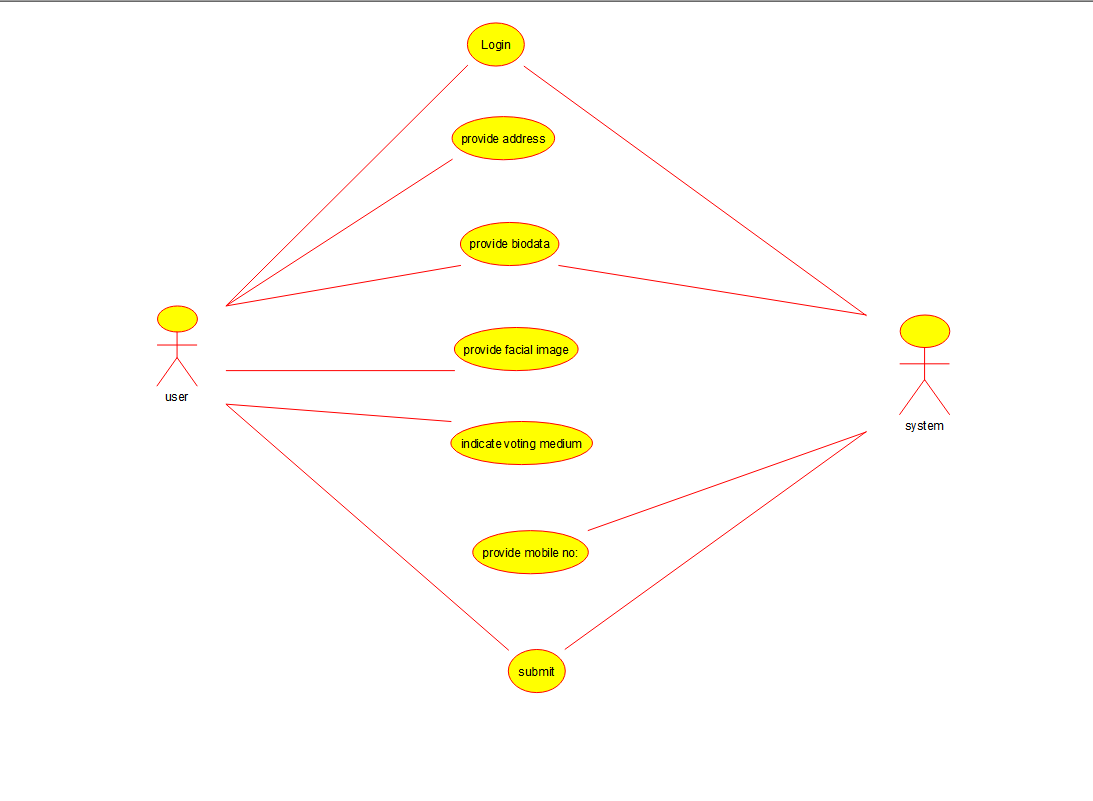 Login
provide address
provide biodata
provide facial image
user
system
indicate voting medium
provide mobile no:
submit